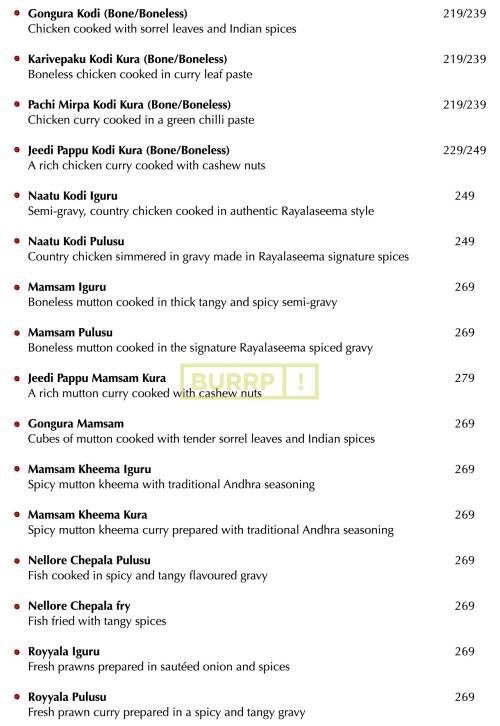 Gongura Kodi (Bone/Boneless) 219/239
Chicken cooked with sorrel leaves and Indian spices
Karivepaku Kodi Kura (Bone/Boneless) 219/239
Boneless chicken cooked in curry leaf paste
Pachi Mirpa Kodi Kura (Bone/Boneless) 219/239
Chicken curry cooked in a green chilli paste
Jeedi Pappu Kodi Kura (Bone/Boneless) 229/249
A rich chicken curry cooked with cashew nuts
Naatu Kodi Iguru 249
Semi-gravy, country chicken cooked in authentic Rayalaseema style
Naatu Kodi Pulusu 249
Country chicken simmered in gravy made in Rayalaseema signature spices
Mamsam Iguru 269
Boneless mutton cooked in thick tangy and spicy semi-gravy
Mamsam Pulusu 269
Boneless mutton cooked in the signature Rayalaseema spiced gravy
Jeedi Pappu Mamsam Kura 279
BURRP !
A rich mutton curry cooked with cashew nuts
Gongura Mamsam 269
Cubes of mutton cooked with tender sorrel leaves and Indian spices
Mamsam Kheema Iguru 269
Spicy mutton kheema with traditional Andhra seasoning
Mamsam Kheema Kura 269
Spicy mutton kheema curry prepared with traditional Andhra seasoning
Nellore Chepala Pulusu 269
Fish cooked in spicy and tangy flavoured gravy
Nellore Chepala fry 269
Fish fried with tangy spices
Royyala Iguru 269
Fresh prawns prepared in sautéed onion and spices
Royyala Pulusu 269
Fresh prawn curry prepared in a spicy and tangy gravy